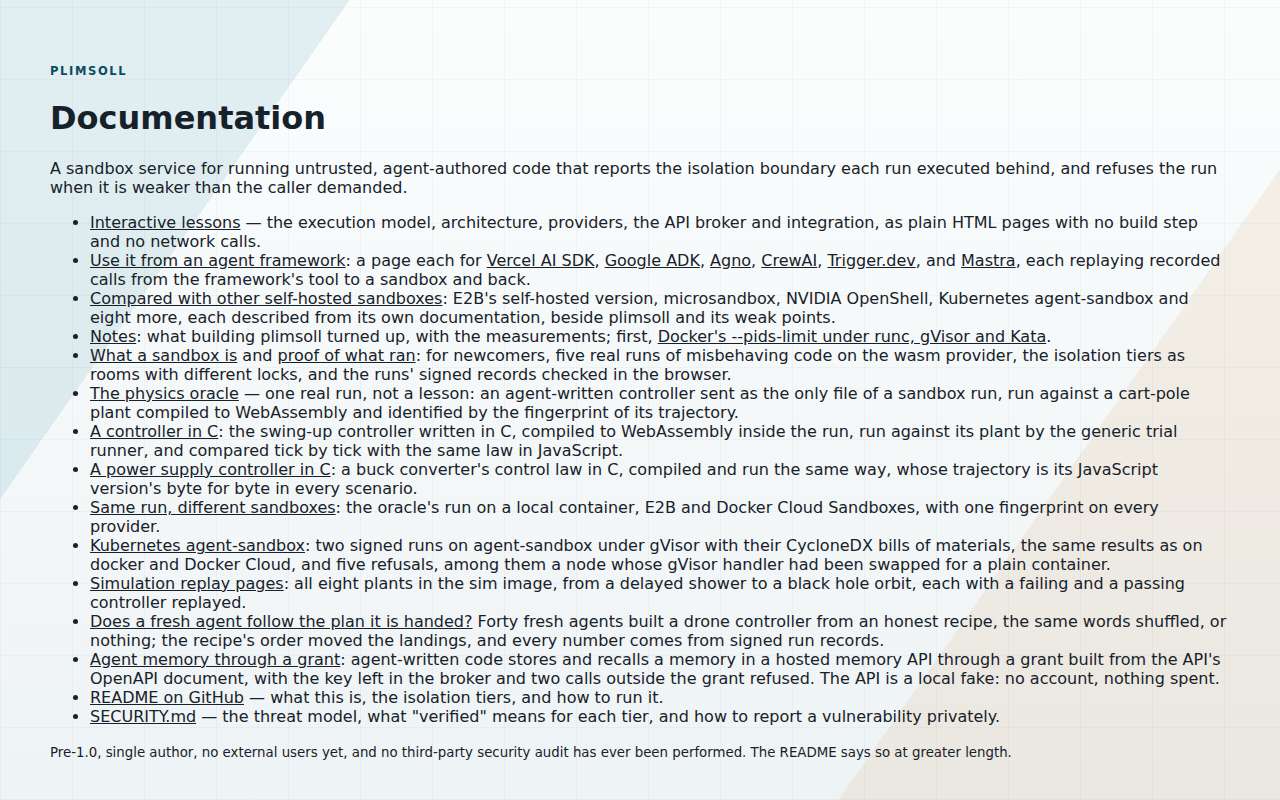 PLIMSOLL
Documentation
A sandbox service for running untrusted, agent-authored code that reports the isolation boundary each run executed behind, and refuses the run
when it is weaker than the caller demanded.
• Interactive lessons — the execution model, architecture, providers, the API broker and integration, as plain HTML pages with no build step
and no network calls.
• Use it from an agent framework: a page each for Vercel AI SDK, Google ADK, Agno, CrewAI, Trigger.dev, and Mastra, each replaying recorded
calls from the framework's tool to a sandbox and back.
• Compared with other self-hosted sandboxes: E2B's self-hosted version, microsandbox, NVIDIA OpenShell, Kubernetes agent-sandbox and
eight more, each described from its own documentation, beside plimsoll and its weak points.
• Notes: what building plimsoll turned up, with the measurements; first, Docker's --pids-limit under runc, gVisor and Kata.
• What a sandbox is and proof of what ran: for newcomers, five real runs of misbehaving code on the wasm provider, the isolation tiers as
rooms with different locks, and the runs' signed records checked in the browser.
• The physics oracle — one real run, not a lesson: an agent-written controller sent as the only file of a sandbox run, run against a cart-pole
plant compiled to WebAssembly and identified by the fingerprint of its trajectory.
• A controller in C: the swing-up controller written in C, compiled to WebAssembly inside the run, run against its plant by the generic trial
runner, and compared tick by tick with the same law in JavaScript.
• A power supply controller in C: a buck converter's control law in C, compiled and run the same way, whose trajectory is its JavaScript
version's byte for byte in every scenario.
• Same run, different sandboxes: the oracle's run on a local container, E2B and Docker Cloud Sandboxes, with one fingerprint on every
provider.
• Kubernetes agent-sandbox: two signed runs on agent-sandbox under gVisor with their CycloneDX bills of materials, the same results as on
docker and Docker Cloud, and five refusals, among them a node whose gVisor handler had been swapped for a plain container.
• Simulation replay pages: all eight plants in the sim image, from a delayed shower to a black hole orbit, each with a failing and a passing
controller replayed.
• Does a fresh agent follow the plan it is handed? Forty fresh agents built a drone controller from an honest recipe, the same words shuffled, or
nothing; the recipe's order moved the landings, and every number comes from signed run records.
• Agent memory through a grant: agent-written code stores and recalls a memory in a hosted memory API through a grant built from the API's
OpenAPI document, with the key left in the broker and two calls outside the grant refused. The API is a local fake: no account, nothing spent.
• README on GitHub — what this is, the isolation tiers, and how to run it.
• SECURITY.md — the threat model, what "verified" means for each tier, and how to report a vulnerability privately.
Pre-1.0, single author, no external users yet, and no third-party security audit has ever been performed. The README says so at greater length.